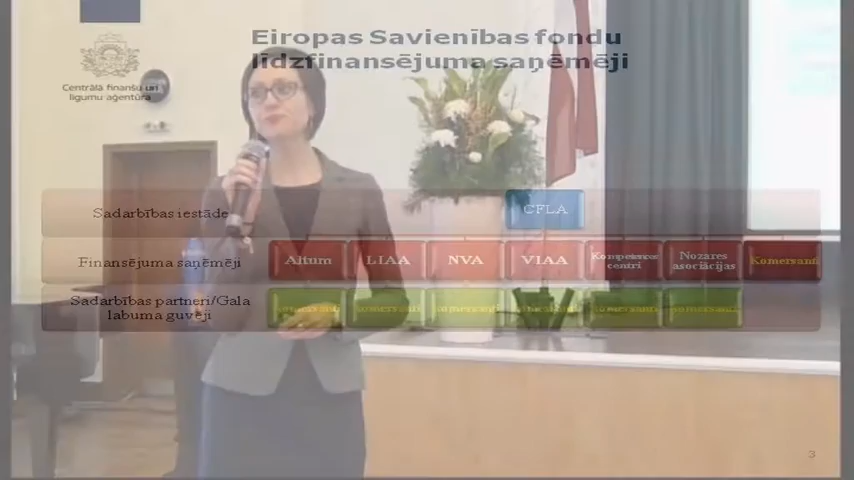 Eiropas Savienības fondu
līdzfinansējuma saņēmēji
Centrālā finanšu un
līgumu aģentūra
Sadarbības iestāde
CFLA
Finansējuma saņēmēji
Altum
LIAA
NVA
VIAA
Kompetences
centri
Nozares
asociācijas
Komersanti
Sadarbības partneri/Gala
labuma guvēji
3